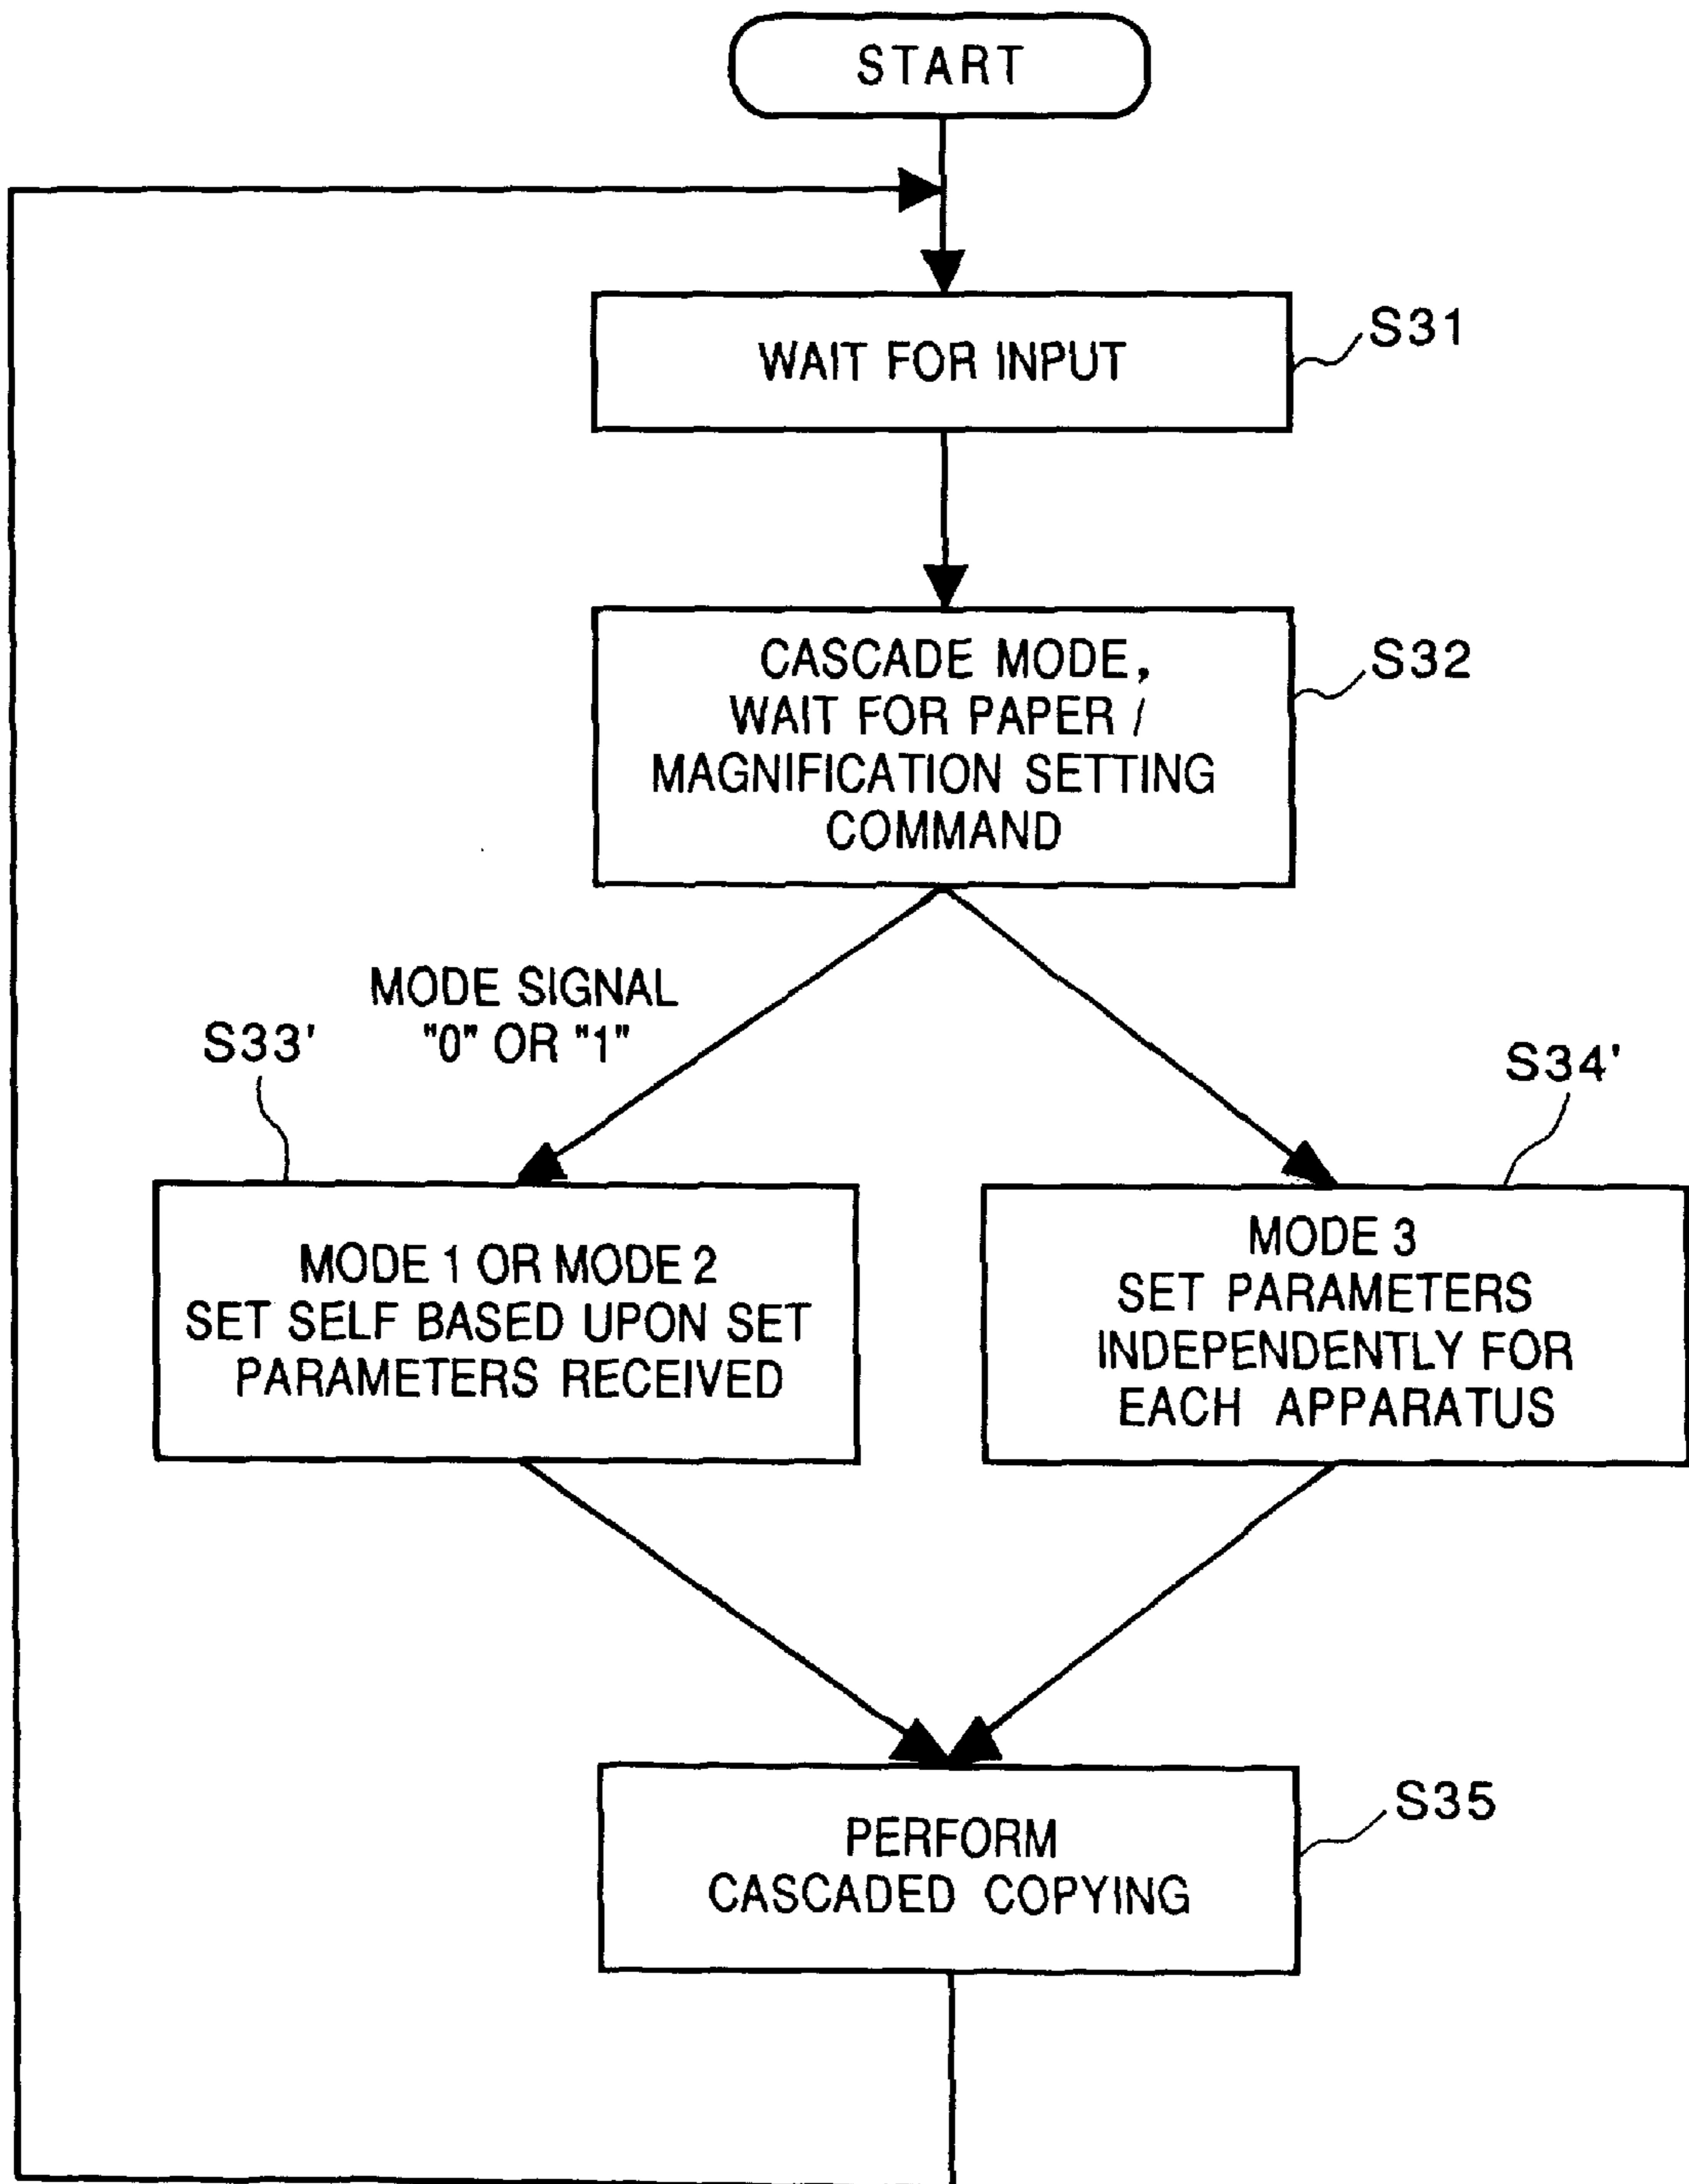 START
WAIT FOR INPUT
S31
CASCADE MODE,
WAIT FOR PAPER /
MAGNIFICATION SETTING
COMMAND
S32
MODE SIGNAL
"0" OR "1"
S33'
S34'
MODE 1 OR MODE 2
SET SELF BASED UPON SET
PARAMETERS RECEIVED
MODE 3
SET PARAMETERS
INDEPENDENTLY FOR
EACH APPARATUS
PERFORM
CASCADED COPYING
S35